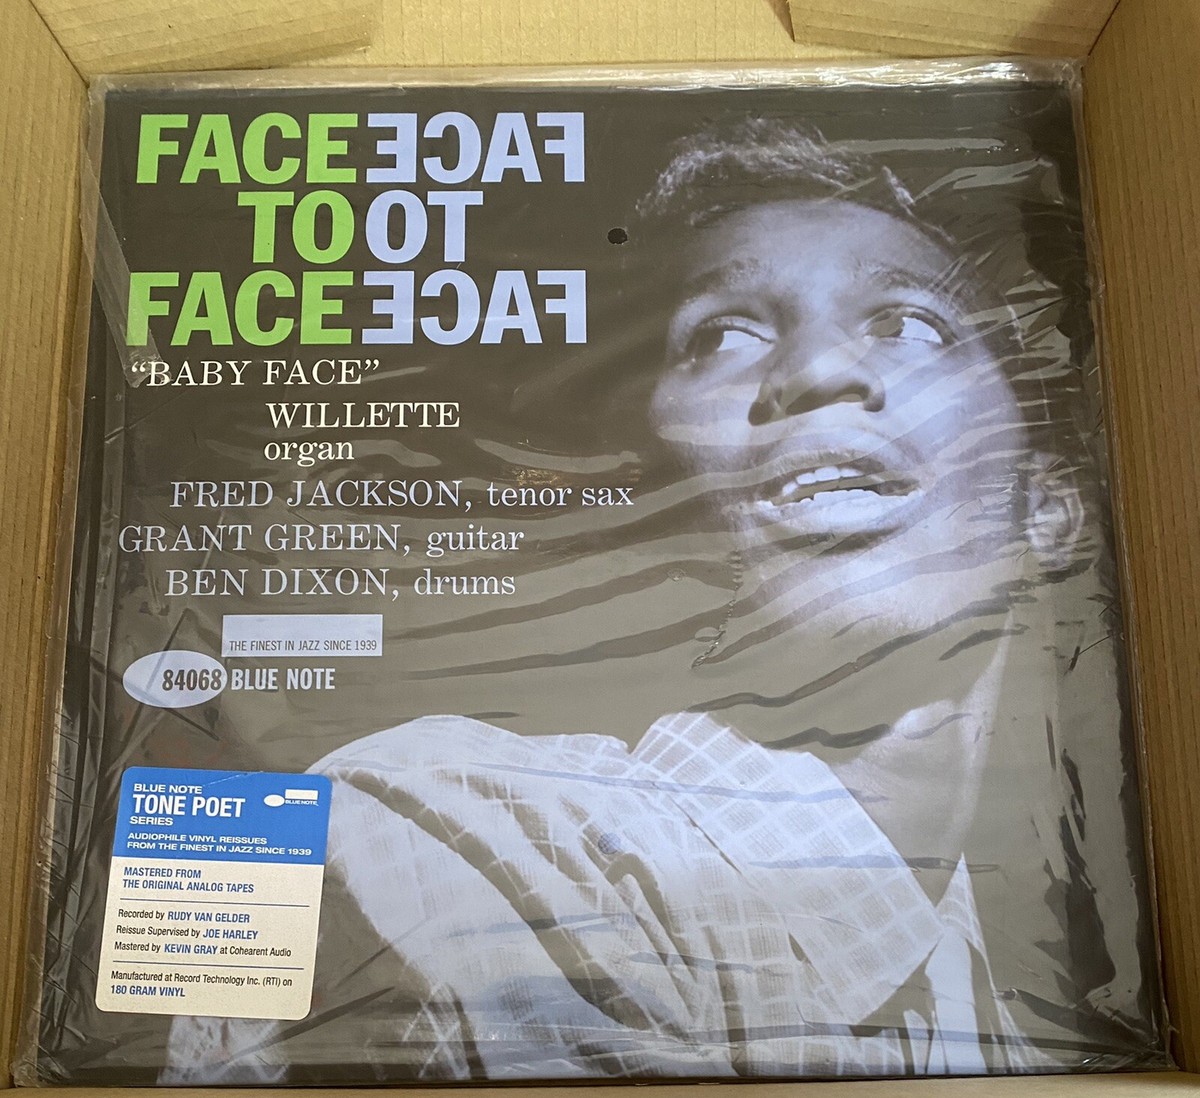 FACE FACE
TO TO
FACE FACE
“BABY FACE”
WILLETTE
organ
FRED JACKSON, tenor sax
GRANT GREEN, guitar
BEN DIXON, drums
THE FINEST IN JAZZ SINCE 1939
84068 BLUE NOTE
BLUE NOTE
TONE POET
SERIES
BLUE NOTE
AUDIOPHILE VINYL REISSUES
FROM THE FINEST IN JAZZ SINCE 1939
MASTERED FROM
THE ORIGINAL ANALOG TAPES
Recorded by RUDY VAN GELDER
Reissue Supervised by JOE HARLEY
Mastered by KEVIN GRAY at Cohearent Audio
Manufactured at Record Technology Inc. (RTI) on
180 GRAM VINYL